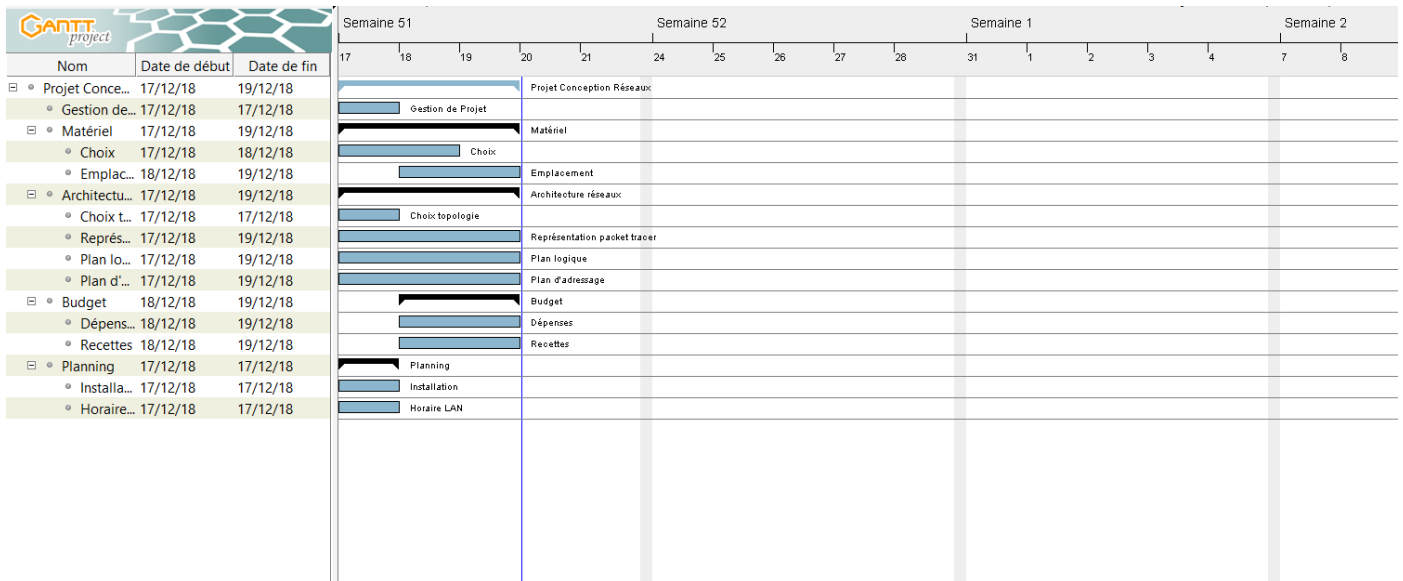 GANTT
project
Semaine 51 Semaine 52 Semaine 1 Semaine 2
Nom Date de début Date de fin 17 18 19 20 21 24 25 26 27 28 31 1 2 3 4 7 8
Projet Conce... 17/12/18 19/12/18 Projet Conception Réseaux
Gestion de... 17/12/18 17/12/18 Gestion de Projet
Matériel 17/12/18 19/12/18 Matériel
Choix 17/12/18 18/12/18 Choix
Emplac... 18/12/18 19/12/18 Emplacement
Architectu... 17/12/18 19/12/18 Architecture réseaux
Choix t... 17/12/18 17/12/18 Choix topologie
Représ... 17/12/18 19/12/18 Représentation packet tracer
Plan lo... 17/12/18 19/12/18 Plan logique
Plan d'... 17/12/18 19/12/18 Plan d'adressage
Budget 18/12/18 19/12/18 Budget
Dépens... 18/12/18 19/12/18 Dépenses
Recettes 18/12/18 19/12/18 Recettes
Planning 17/12/18 17/12/18 Planning
Installa... 17/12/18 17/12/18 Installation
Horaire... 17/12/18 17/12/18 Horaire LAN